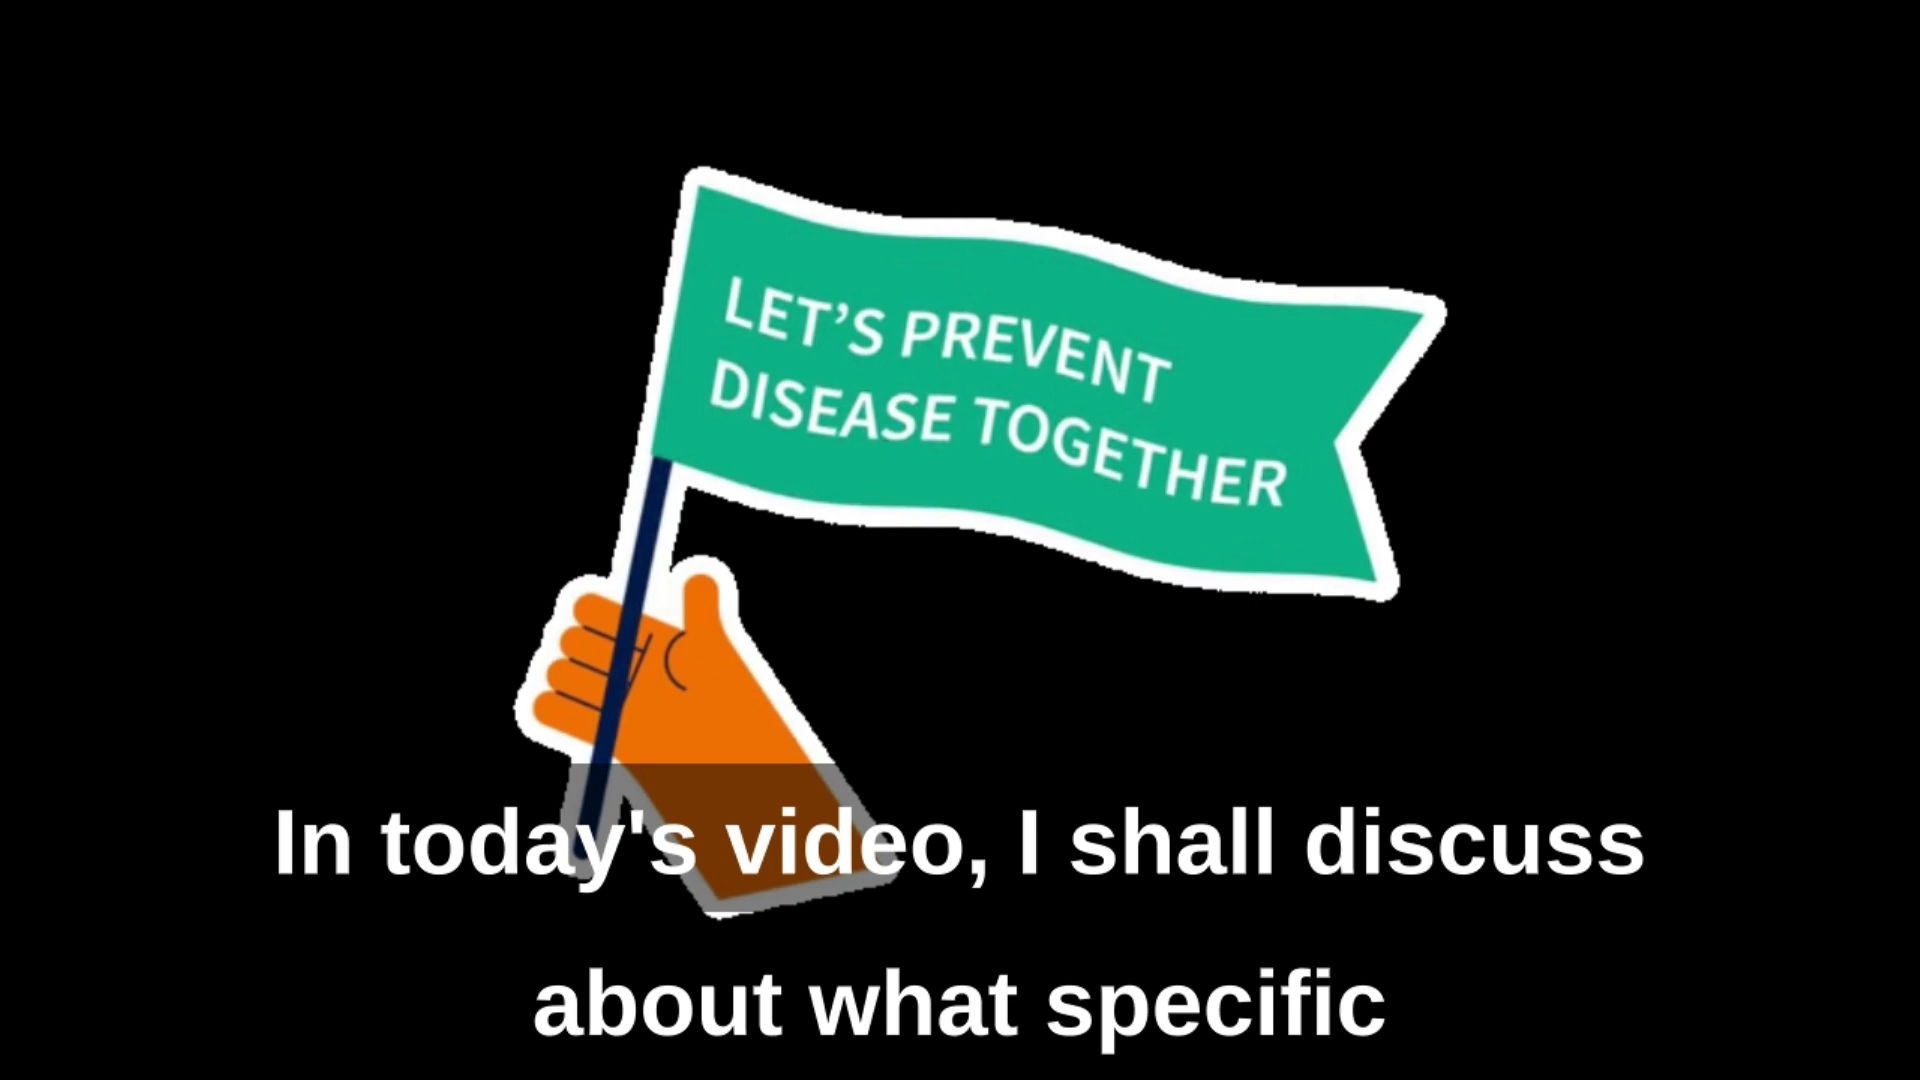 LET’S PREVENT
DISEASE TOGETHER
In today's video, I shall discuss
about what specific